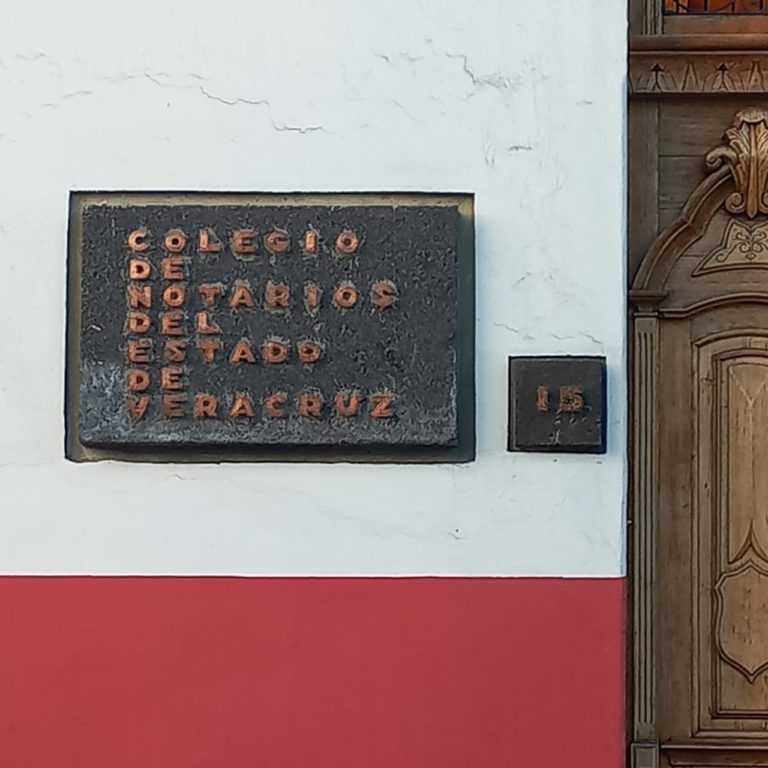 COLEGIO
DE
NOTARIOS
DEL
ESTADO
DE
VERACRUZ
15